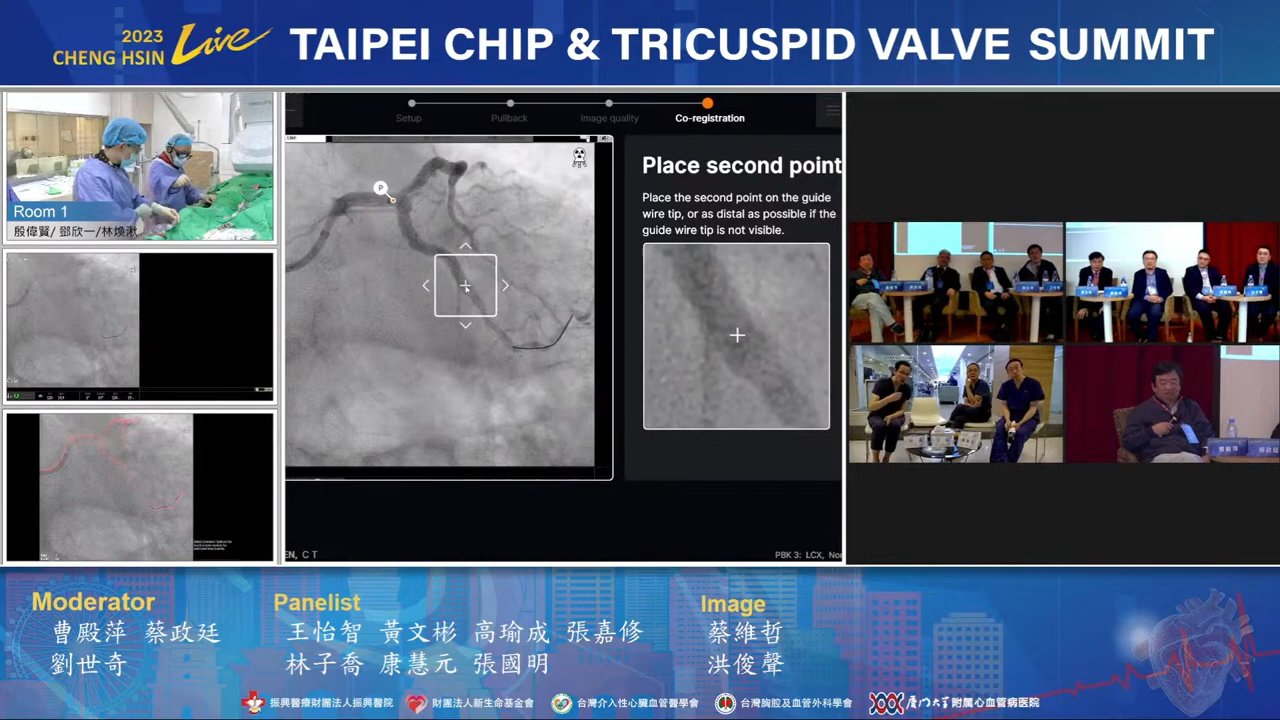 2023
CHENG HSIN Live
TAIPEI CHIP & TRICUSPID VALVE SUMMIT
Setup
Pullback
Image quality
Co-registration
P
Place second point
Place the second point on the guide
wire tip, or as distal as possible if the
guide wire tip is not visible.
Room 1
殷偉賢/ 鄧欣一/林煥湫
EN, C T
PBK 3: LCX, No
Moderator
曹殿萍 蔡政廷
劉世奇
Panelist
王怡智 黃文彬 高瑜成 張嘉修
林子喬 康慧元 張國明
Image
蔡維哲
洪俊聲
振興醫療財團法人振興醫院
財團法人新生命基金會
台灣介入性心臟血管醫學會
台灣胸腔及血管外科學會
厦门大学附属心血管病医院